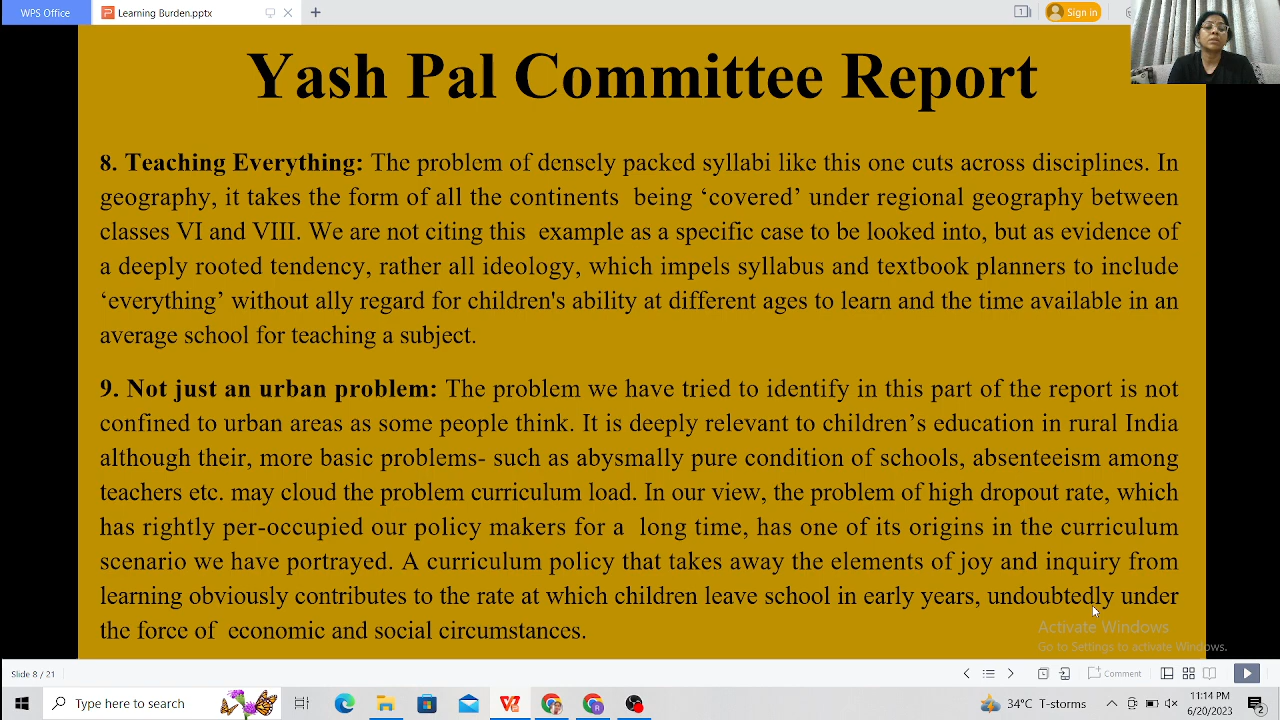 WPS Office
Learning Burden.pptx
Sign in
Yash Pal Committee Report
8. Teaching Everything: The problem of densely packed syllabi like this one cuts across disciplines. In
geography, it takes the form of all the continents being ‘covered’ under regional geography between
classes VI and VIII. We are not citing this example as a specific case to be looked into, but as evidence of
a deeply rooted tendency, rather all ideology, which impels syllabus and textbook planners to include
‘everything’ without ally regard for children's ability at different ages to learn and the time available in an
average school for teaching a subject.
9. Not just an urban problem: The problem we have tried to identify in this part of the report is not
confined to urban areas as some people think. It is deeply relevant to children’s education in rural India
although their, more basic problems- such as abysmally pure condition of schools, absenteeism among
teachers etc. may cloud the problem curriculum load. In our view, the problem of high dropout rate, which
has rightly per-occupied our policy makers for a long time, has one of its origins in the curriculum
scenario we have portrayed. A curriculum policy that takes away the elements of joy and inquiry from
learning obviously contributes to the rate at which children leave school in early years, undoubtedly under
the force of economic and social circumstances.
Activate Windows
Go to Settings to activate Windows.
Slide 8 / 21
Comment
Type here to search
34°C T-storms
11:14 PM
6/20/2023